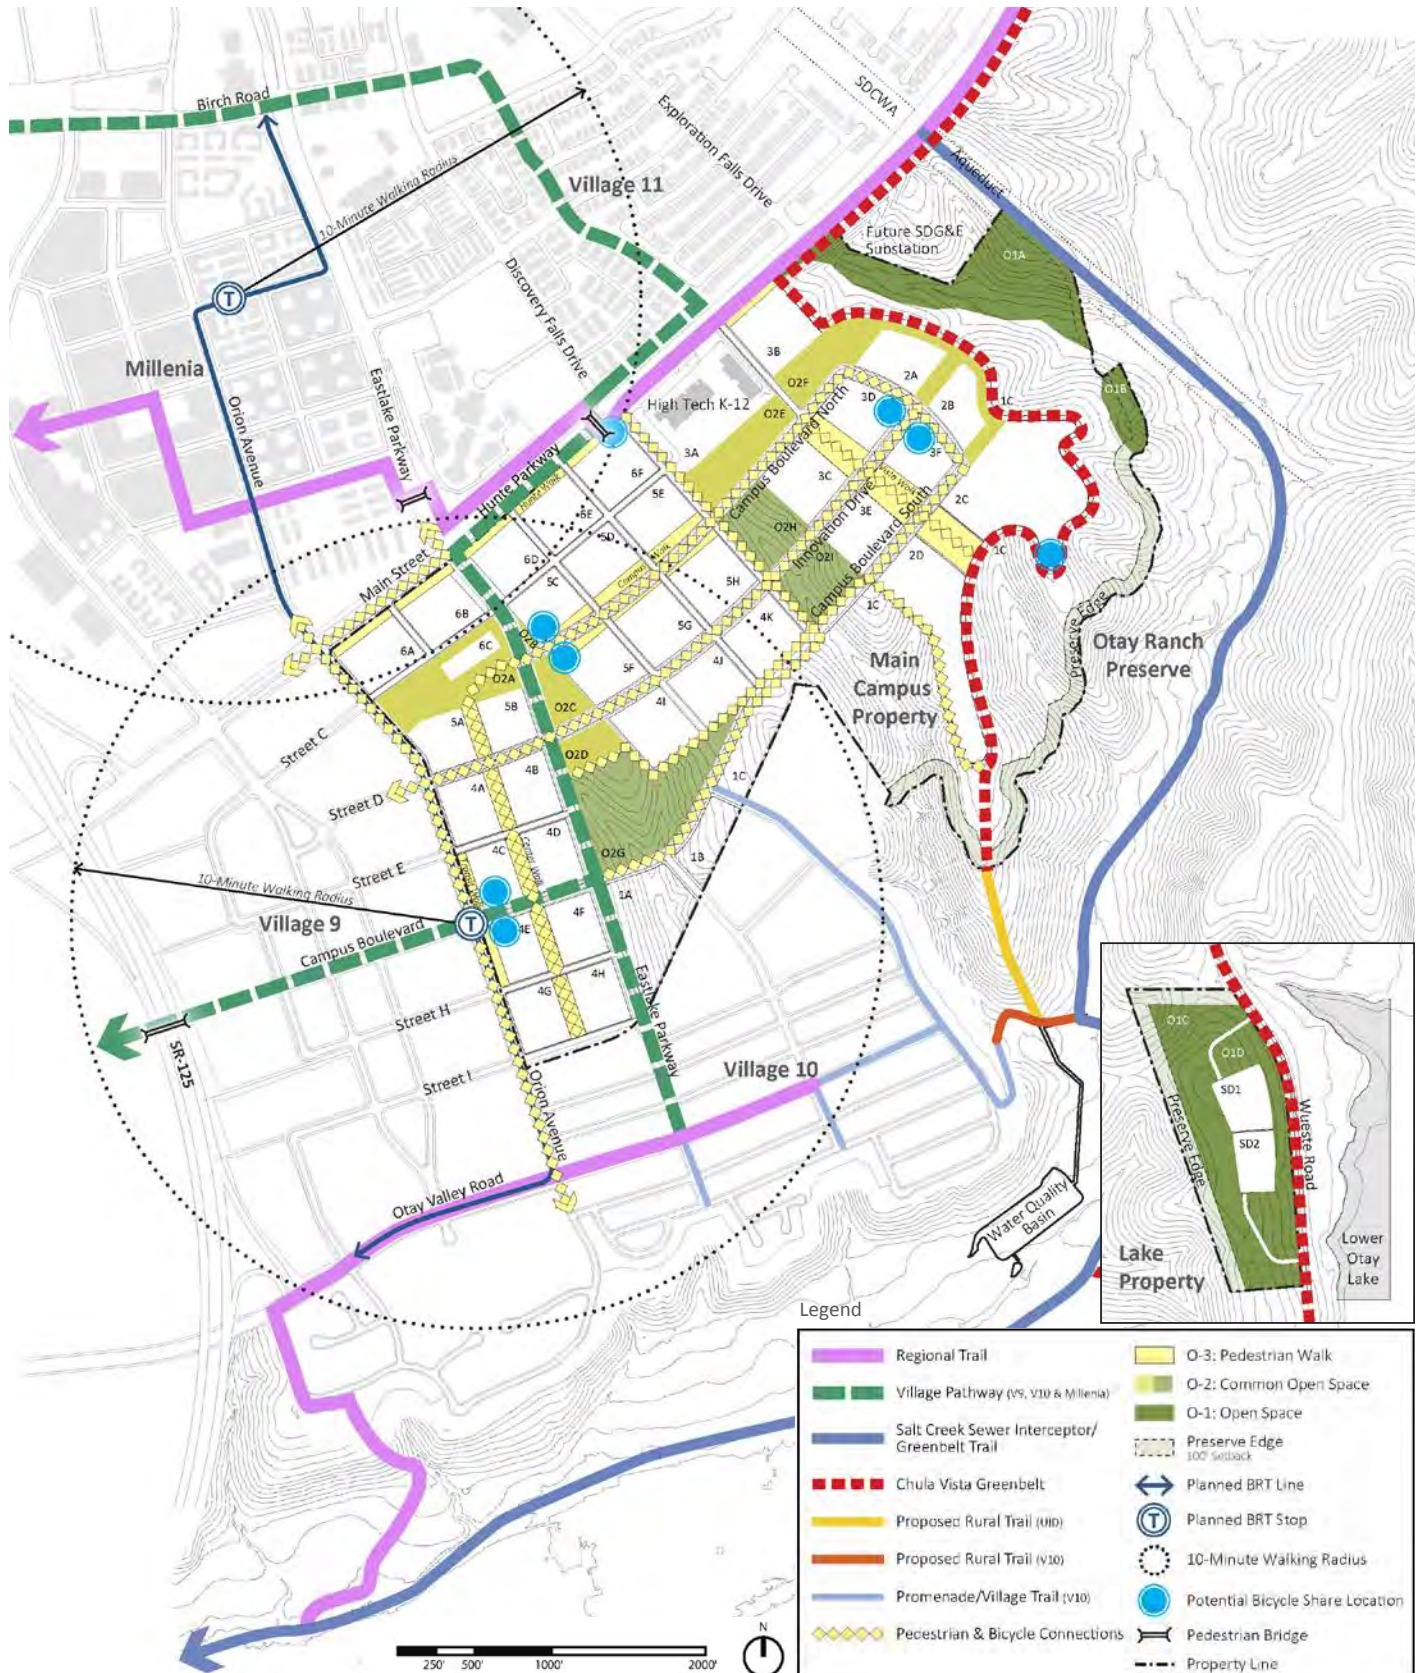 SDCWA
Aqueduct
Birch Road
Exploration Falls Drive
10-Minute Walking Radius
Village 11
Future SDG&E
Substation
O1A
Discovery Falls Drive
Millenia
Eastlake Parkway
Orion Avenue
3B
O2F
2A
O1B
High Tech K-12
O2E
3D
2B
1C
Campus Boulevard North
Hunte Parkway
Hunte Walk
6F
3A
3F
5E
3C
6E
Innovation Drive
2C
O2H
3E
5D
Campus Boulevard South
Main Street
6D
Walk
O2I
2D
1C
5C
5H
Preserve Edge
6B
1C
Otay Ranch
Preserve
4K
5G
6A
6C
O2B
Main
Campus
Property
4J
5F
O2A
5B
O2C
4I
5A
Street C
O2D
1C
4B
4A
Street D
4D
4C
O2G
1B
Center Walk
Street E
10-Minute Walking Radius
1A
Village 9
4F
4E
Campus Boulevard
4H
4G
Street H
Eastlake Parkway
SR-125
Street I
Village 10
Orion Avenue
Otay Valley Road
Water Quality
Basin
O1C
O1D
SD1
SD2
Preserve Edge
Wueste Road
Lower
Otay
Lake
Lake
Property
Legend
Regional Trail
Village Pathway (V9, V10 & Millenia)
Salt Creek Sewer Interceptor/
Greenbelt Trail
Chula Vista Greenbelt
Proposed Rural Trail (UID)
Proposed Rural Trail (V10)
Promenade/Village Trail (V10)
Pedestrian & Bicycle Connections
O-3: Pedestrian Walk
O-2: Common Open Space
O-1: Open Space
Preserve Edge
100' Setback
Planned BRT Line
T
Planned BRT Stop
10-Minute Walking Radius
Potential Bicycle Share Location
Pedestrian Bridge
Property Line
250' 500' 1000' 2000'
N